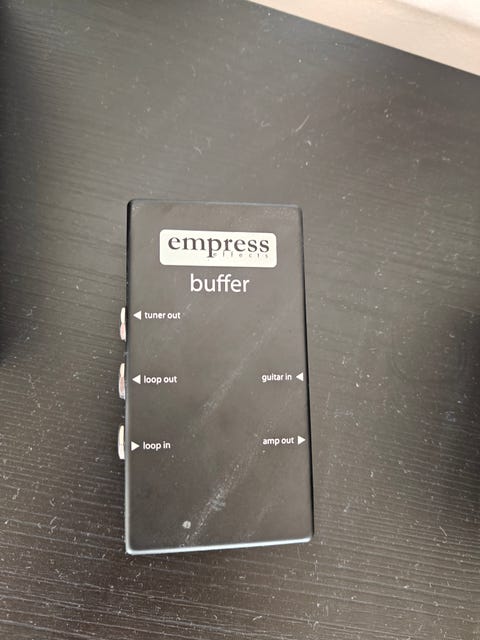 empress
effects
buffer
tuner out
loop out
guitar in
loop in
amp out